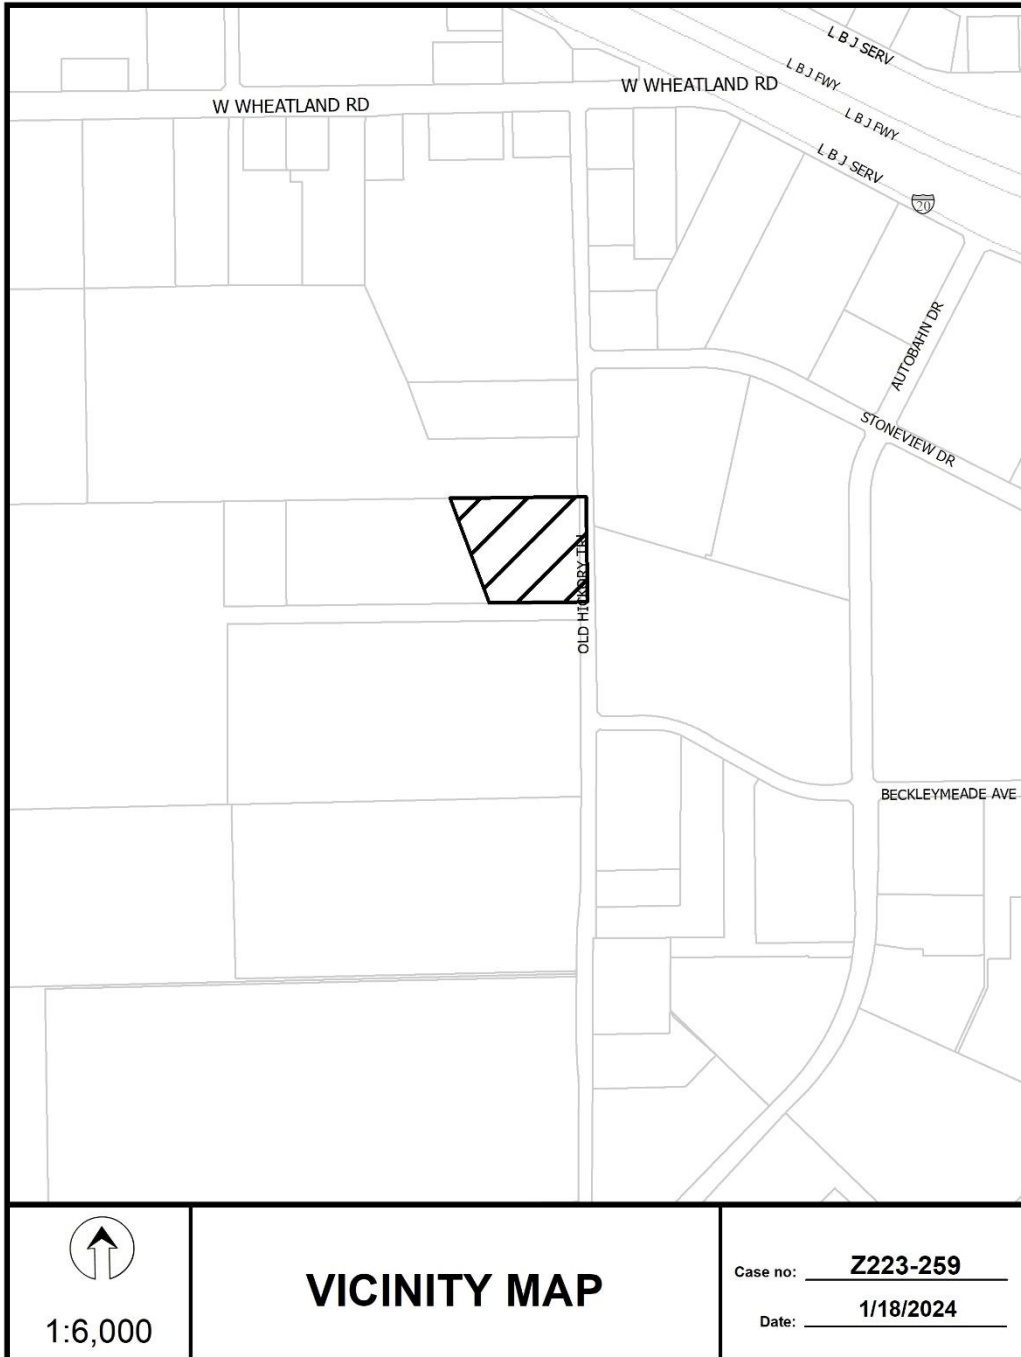 L B J SERV
L B J FWY
W WHEATLAND RD
W WHEATLAND RD
L B J FWY
L B J SERV
20
AUTOBAHN DR
STONEVIEW DR
OLD HICKORY TRL
BECKLEYMEADE AVE
1:6,000
VICINITY MAP
Case no: Z223-259
Date: 1/18/2024